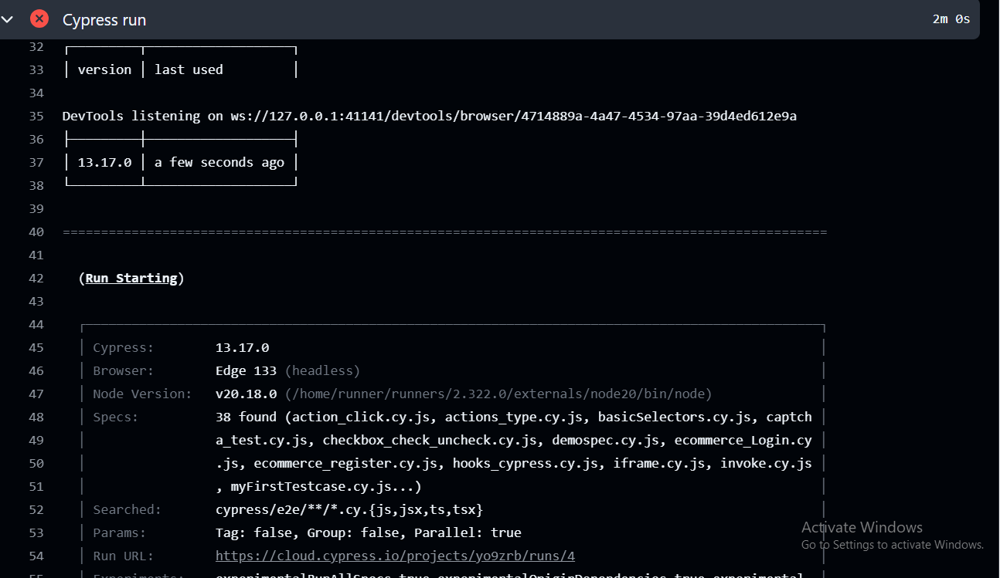 Cypress run 2m 0s
32
33 version last used
34
35 DevTools listening on ws://127.0.0.1:41141/devtools/browser/4714889a-4a47-4534-97aa-39d4ed612e9a
36
37 13.17.0 a few seconds ago
38
39
40 ====================================================================================================
41
42 (Run Starting)
43
44
45 Cypress: 13.17.0
46 Browser: Edge 133 (headless)
47 Node Version: v20.18.0 (/home/runner/runners/2.322.0/externals/node20/bin/node)
48 Specs: 38 found (action_click.cy.js, actions_type.cy.js, basicSelectors.cy.js, captch
49 a_test.cy.js, checkbox_check_uncheck.cy.js, demospec.cy.js, ecommerce_Login.cy
50 .js, ecommerce_register.cy.js, hooks_cypress.cy.js, iframe.cy.js, invoke.cy.js
51 , myFirstTestcase.cy.js...)
52 Searched: cypress/e2e/**/*.cy.{js,jsx,ts,tsx}
53 Params: Tag: false, Group: false, Parallel: true
54 Run URL: https://cloud.cypress.io/projects/yo9zrb/runs/4
55 Experiments: experimentalRunAllSpecs=true,experimentalOriginDependencies=true,experimental
Activate Windows
Go to Settings to activate Windows.